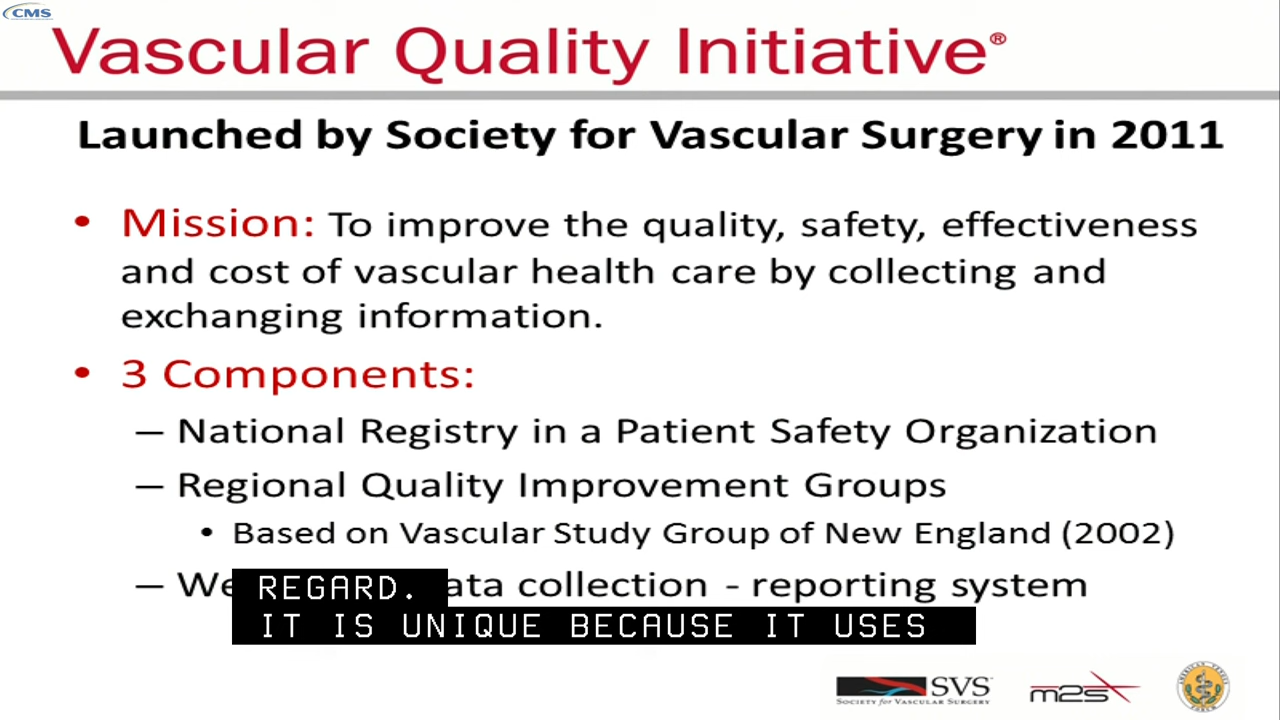 CMS
Vascular Quality Initiative®
Launched by Society for Vascular Surgery in 2011
• Mission: To improve the quality, safety, effectiveness
and cost of vascular health care by collecting and
exchanging information.
• 3 Components:
– National Registry in a Patient Safety Organization
– Regional Quality Improvement Groups
• Based on Vascular Study Group of New England (2002)
– We ata collection - reporting system
REGARD.
IT IS UNIQUE BECAUSE IT USES
SVS
SOCIETY for VASCULAR SURGERY
m2s